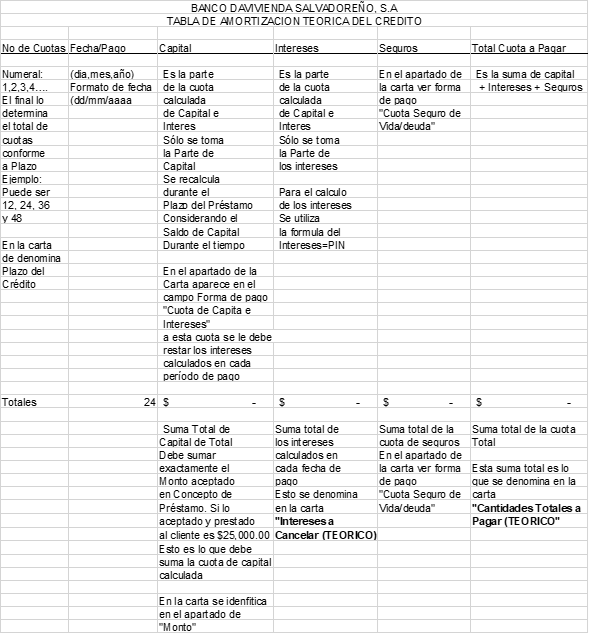 BANCO DAVIVIENDA SALVADOREÑO, S.A
TABLA DE AMORTIZACION TEORICA DEL CREDITO
No de Cuotas Fecha/Pago Capital Intereses Seguros Total Cuota a Pagar
Numeral: (dia,mes,año) Es la parte Es la parte En el apartado de Es la suma de capital
1,2,3,4.... Formato de fecha de la cuota de la cuota la carta ver forma + Intereses + Seguros
El final lo (dd/mm/aaaa calculada calculada de pago
determina de Capital e de Capital e "Cuota Seguro de
el total de Interes Interes Vida/deuda"
cuotas Sólo se toma Sólo se toma
conforme la Parte de la Parte de
a Plazo Capital los intereses
Ejemplo: Se recalcula
Puede ser durante el Para el calculo
12, 24, 36 Plazo del Préstamo de los intereses
y 48 Considerando el Se utiliza
Saldo de Capital la formula del
En la carta Durante el tiempo Intereses=PIN
de denomina
Plazo del En el apartado de la
Crédito Carta aparece en el
campo Forma de pago
"Cuota de Capita e
Intereses"
a esta cuota se le debe
restar los intereses
calculados en cada
período de pago
Totales 24 $ - $ - $ - $ -
Suma Total de Suma total de Suma total de la Suma total de la cuota
Capital de Total los intereses cuota de seguros Total
Debe sumar calculados en En el apartado de
exactamente el cada fecha de la carta ver forma Esta suma total es lo
Monto aceptado pago de pago que se denomina en la
en Concepto de Esto se denomina "Cuota Seguro de carta
Préstamo. Si lo en la carta Vida/deuda" "Cantidades Totales a
aceptado y prestado "Intereses a Pagar (TEORICO"
al cliente es $25,000.00 Cancelar (TEORICO)
Esto es lo que debe
suma la cuota de capital
calculada
En la carta se idenfitica
en el apartado de
"Monto"